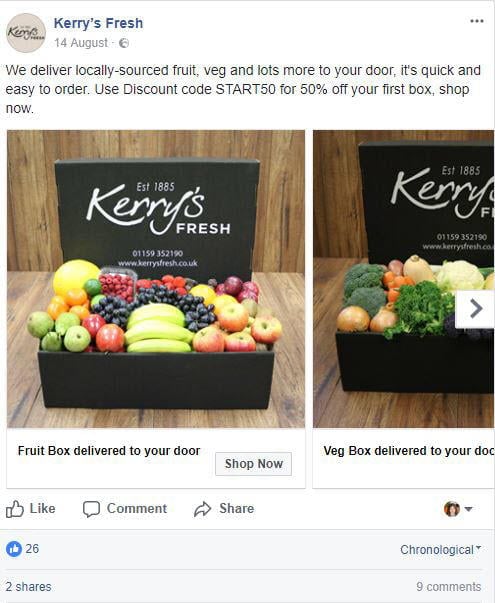 Kerry's Fresh
14 August
Kerry's
FRESH
We deliver locally-sourced fruit, veg and lots more to your door, it's quick and
easy to order. Use Discount code START50 for 50% off your first box, shop
now.
Est 1885
Kerry's
FRESH
01159 352190
www.kerrysfresh.co.uk
Est 1885
Kerry
F
01159 352190
www.kerrysfresh.co.u
Fruit Box delivered to your door
Shop Now
Veg Box delivered to your doo
Like Comment Share
26 Chronological
2 shares 9 comments